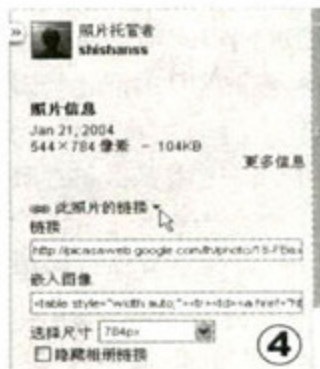 »
照片托管者
shishanss
照片信息
Jan 21, 2004
544×784 像素 - 104KB
更多信息
此照片的链接
链接
http://picasaweb.google.com/lh/photo/
嵌入图像
<table style="width:auto;"><tr><td><a href="ht
选择尺寸 784px
隐藏相册链接
4